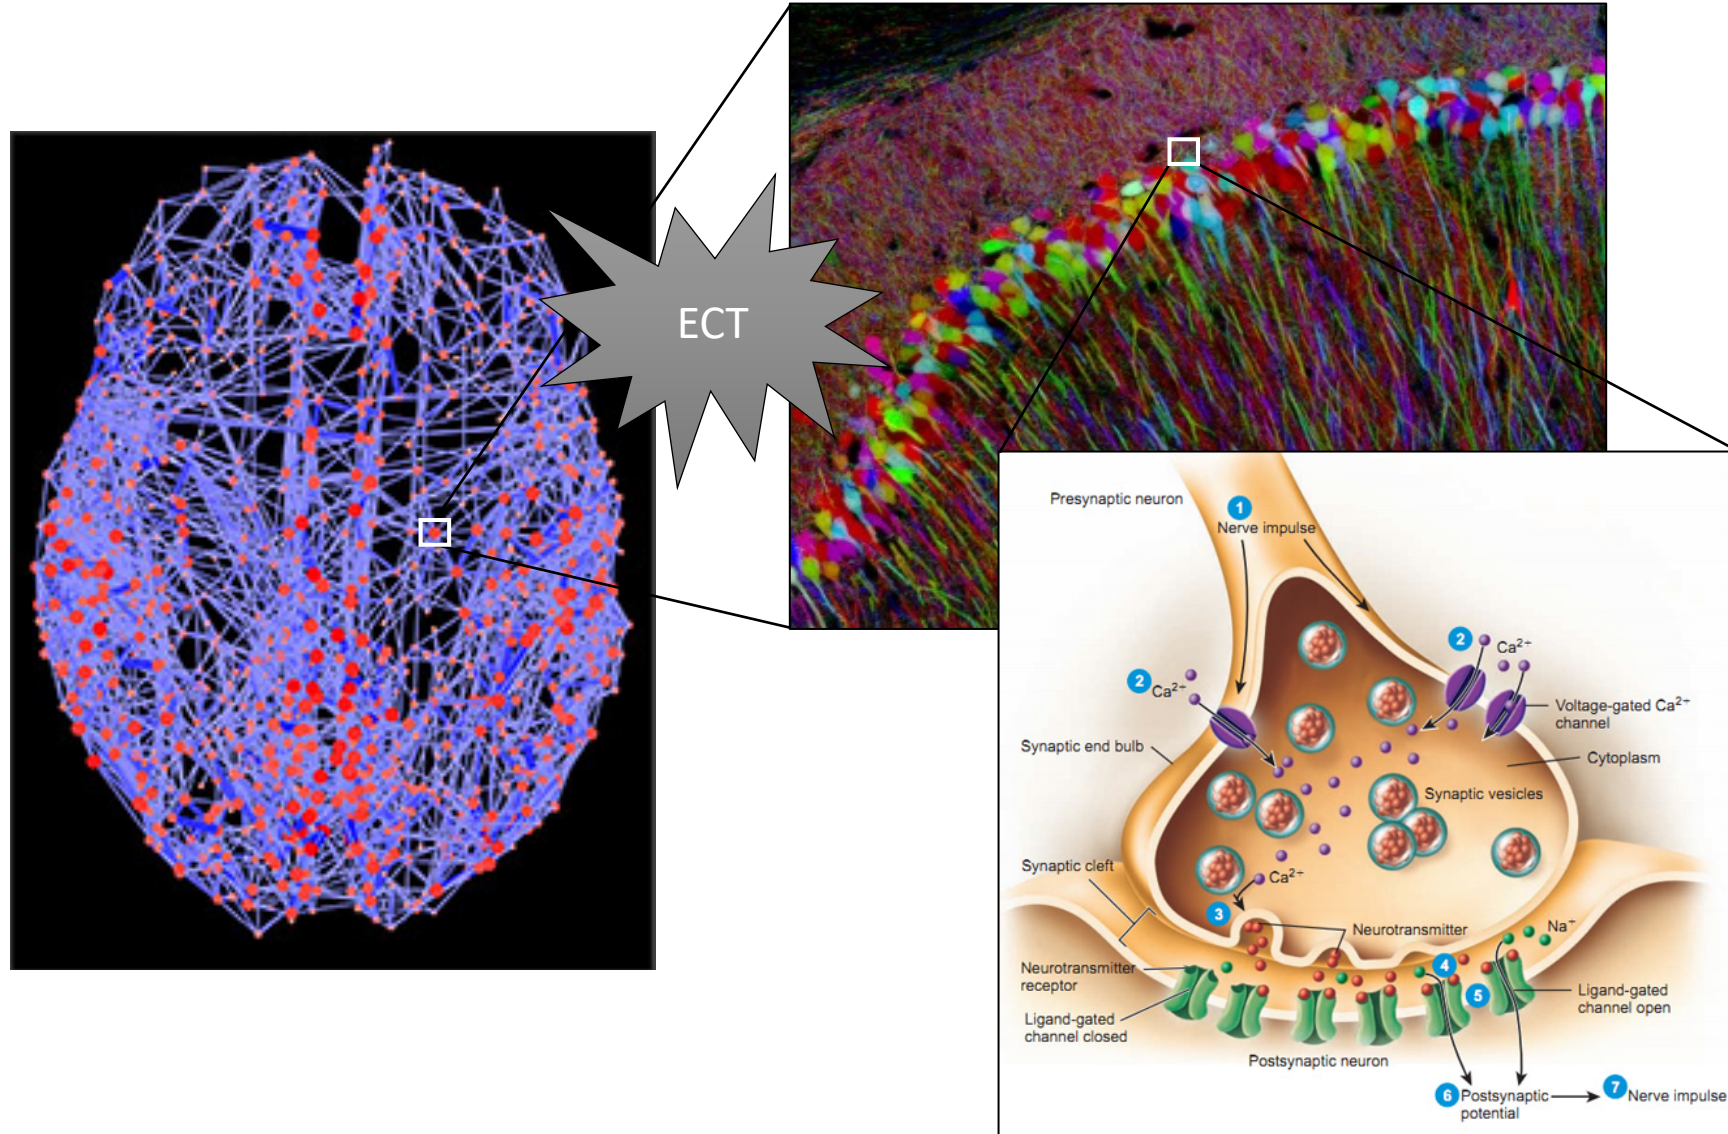 ECT
Presynaptic neuron
1
Nerve impulse
2
Ca2+
2
Ca2+
Voltage-gated Ca2+
channel
Synaptic end bulb
Cytoplasm
Synaptic vesicles
Synaptic cleft
Ca2+
3
Neurotransmitter
Na+
Neurotransmitter
receptor
4
5
Ligand-gated
channel open
Ligand-gated
channel closed
Postsynaptic neuron
6 Postsynaptic
potential
7 Nerve impulse